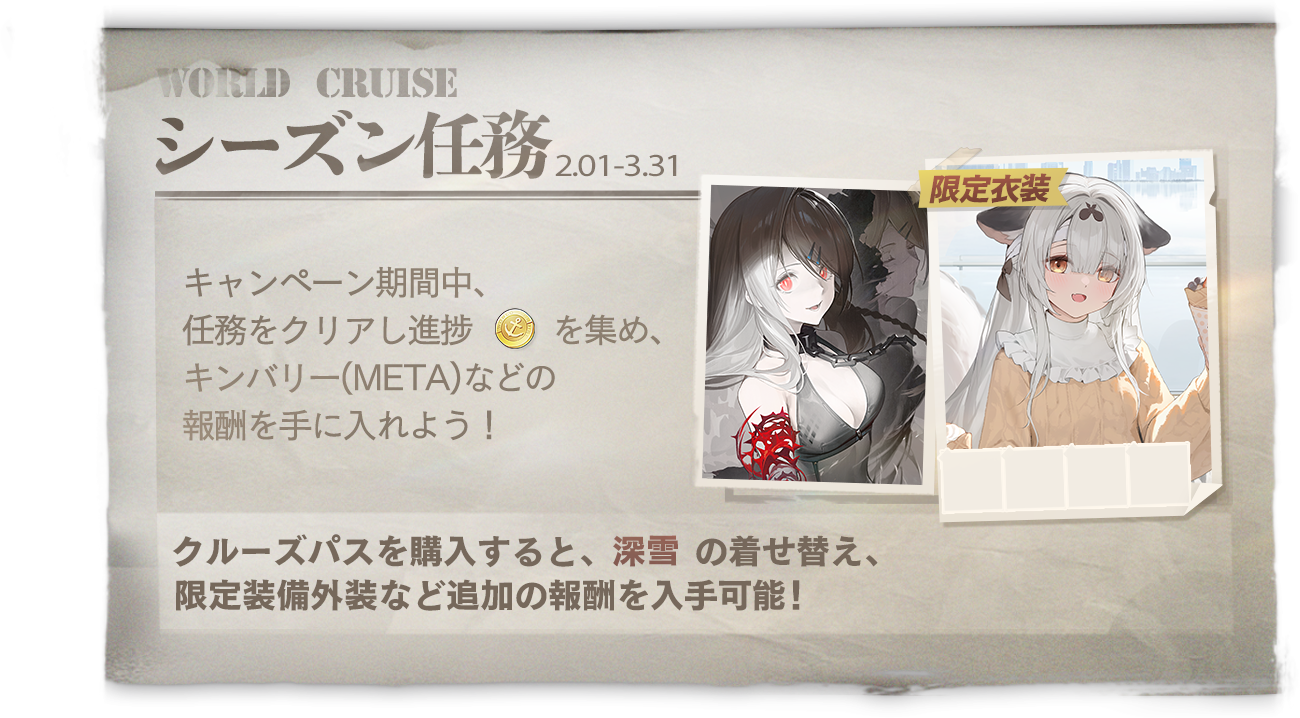 WORLD CRUISE
シーズン任務 2.01-3.31
限定衣装
キャンペーン期間中、
任務をクリアし進捗 を集め、
キンバリー(META)などの
報酬を手に入れよう！
クルーズパスを購入すると、深雪 の着せ替え、
限定装備外装など追加の報酬を入手可能！